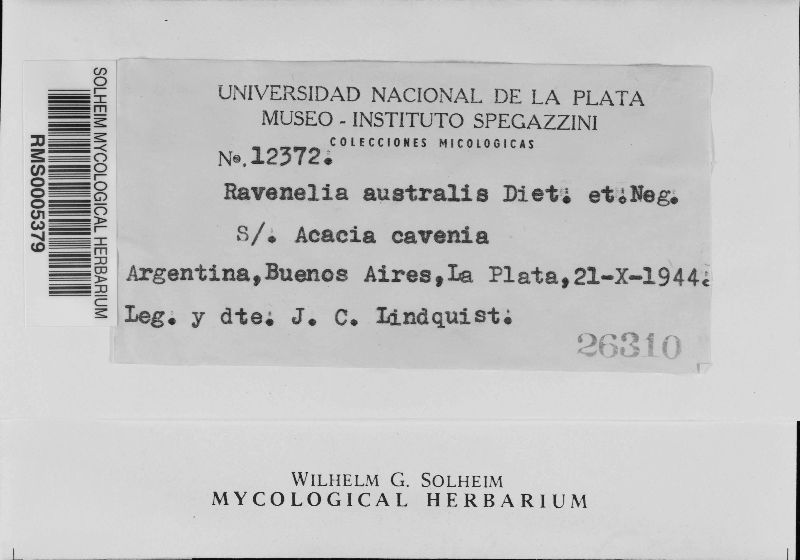 SOLHEIM MYCOLOGICAL HERBARIUM
RMS0005379
UNIVERSIDAD NACIONAL DE LA PLATA
MUSEO - INSTITUTO SPEGAZZINI
COLECCIONES MICOLOGICAS
No. 12372.
Ravenelia australis Diet. et.Neg.
S/. Acacia cavenia
Argentina,Buenos Aires,La Plata,21-X-1944.
Leg. y dte. J. C. Lindquist.
26310
WILHELM G. SOLHEIM
MYCOLOGICAL HERBARIUM